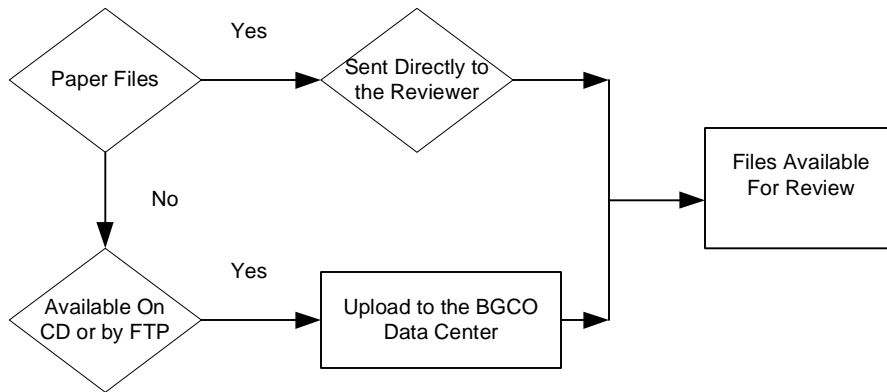 Yes
Paper Files
Sent Directly to
the Reviewer
Files Available
For Review
No
Yes
Available On
CD or by FTP
Upload to the BGCO
Data Center